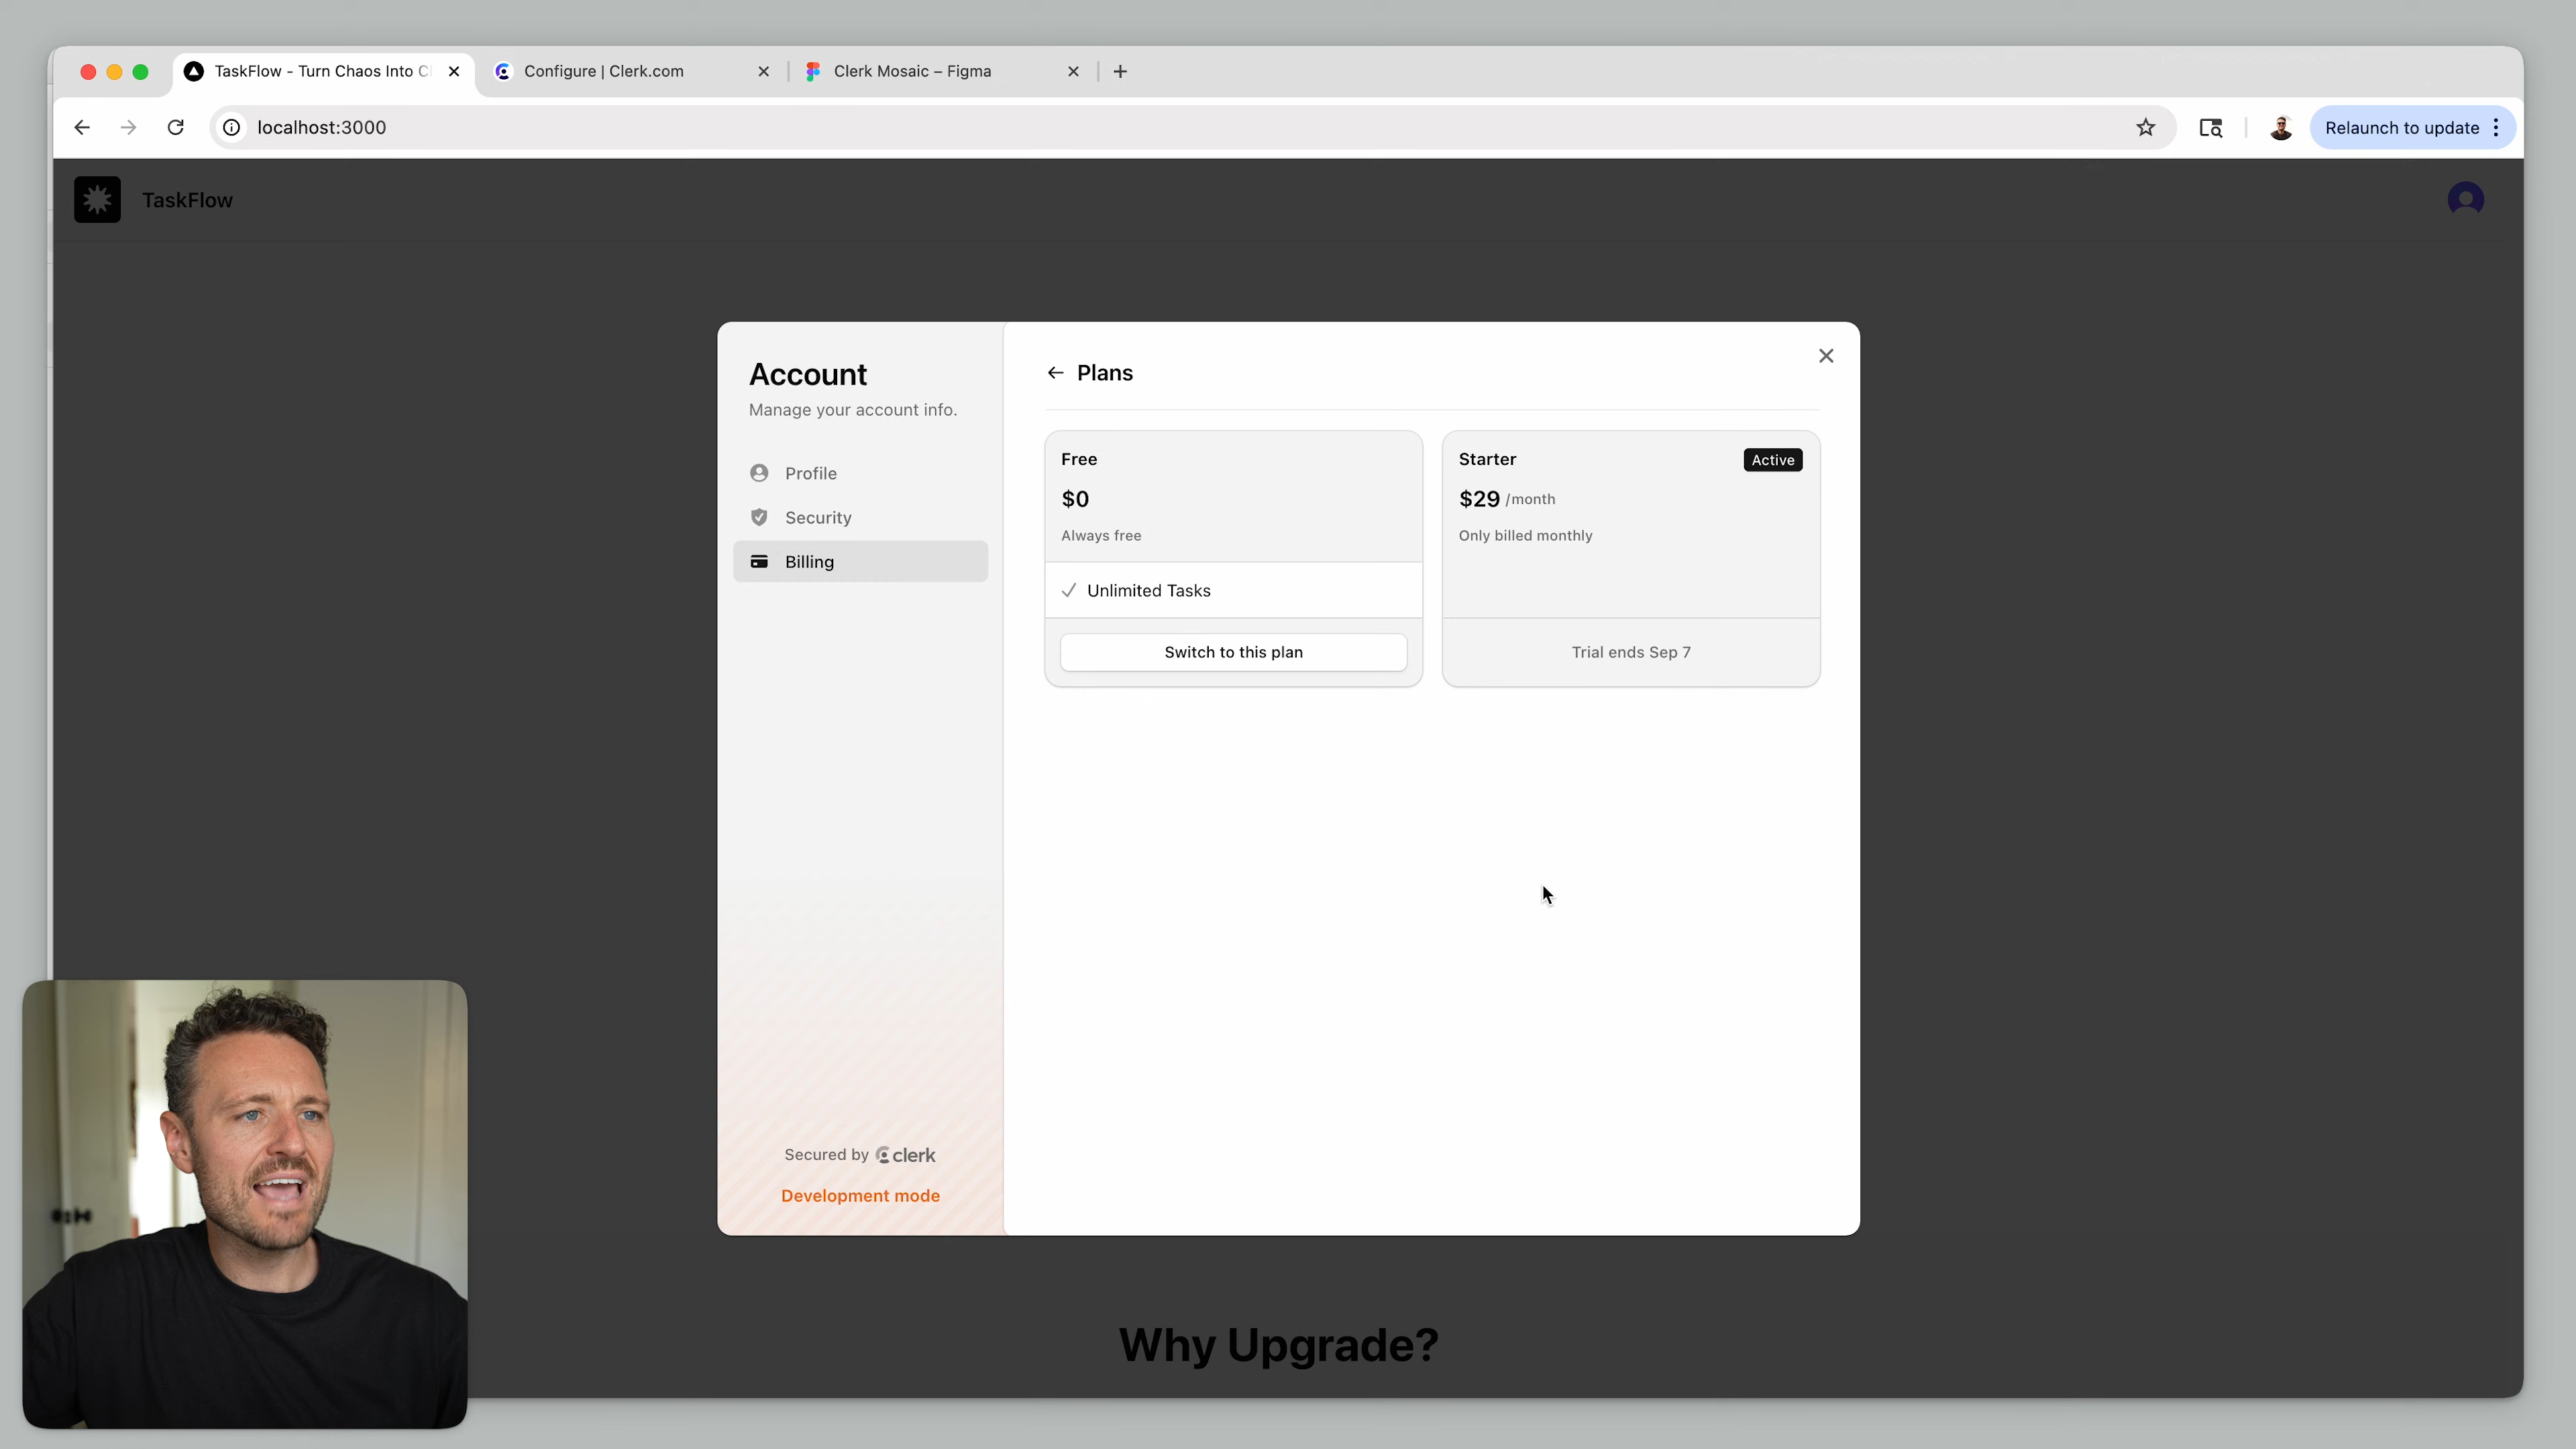 TaskFlow - Turn Chaos Into C
Configure | Clerk.com
Clerk Mosaic – Figma
localhost:3000
Relaunch to update
TaskFlow
Account
Manage your account info.
Profile
Security
Billing
Plans
Free
$0
Always free
Unlimited Tasks
Switch to this plan
Starter
Active
$29 /month
Only billed monthly
Trial ends Sep 7
Secured by clerk
Development mode
Why Upgrade?